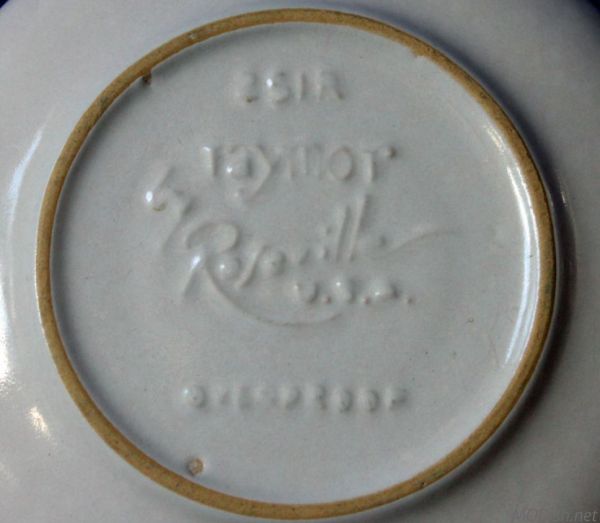 raymor
by Roseville
U.S.A.
OVENPROOF